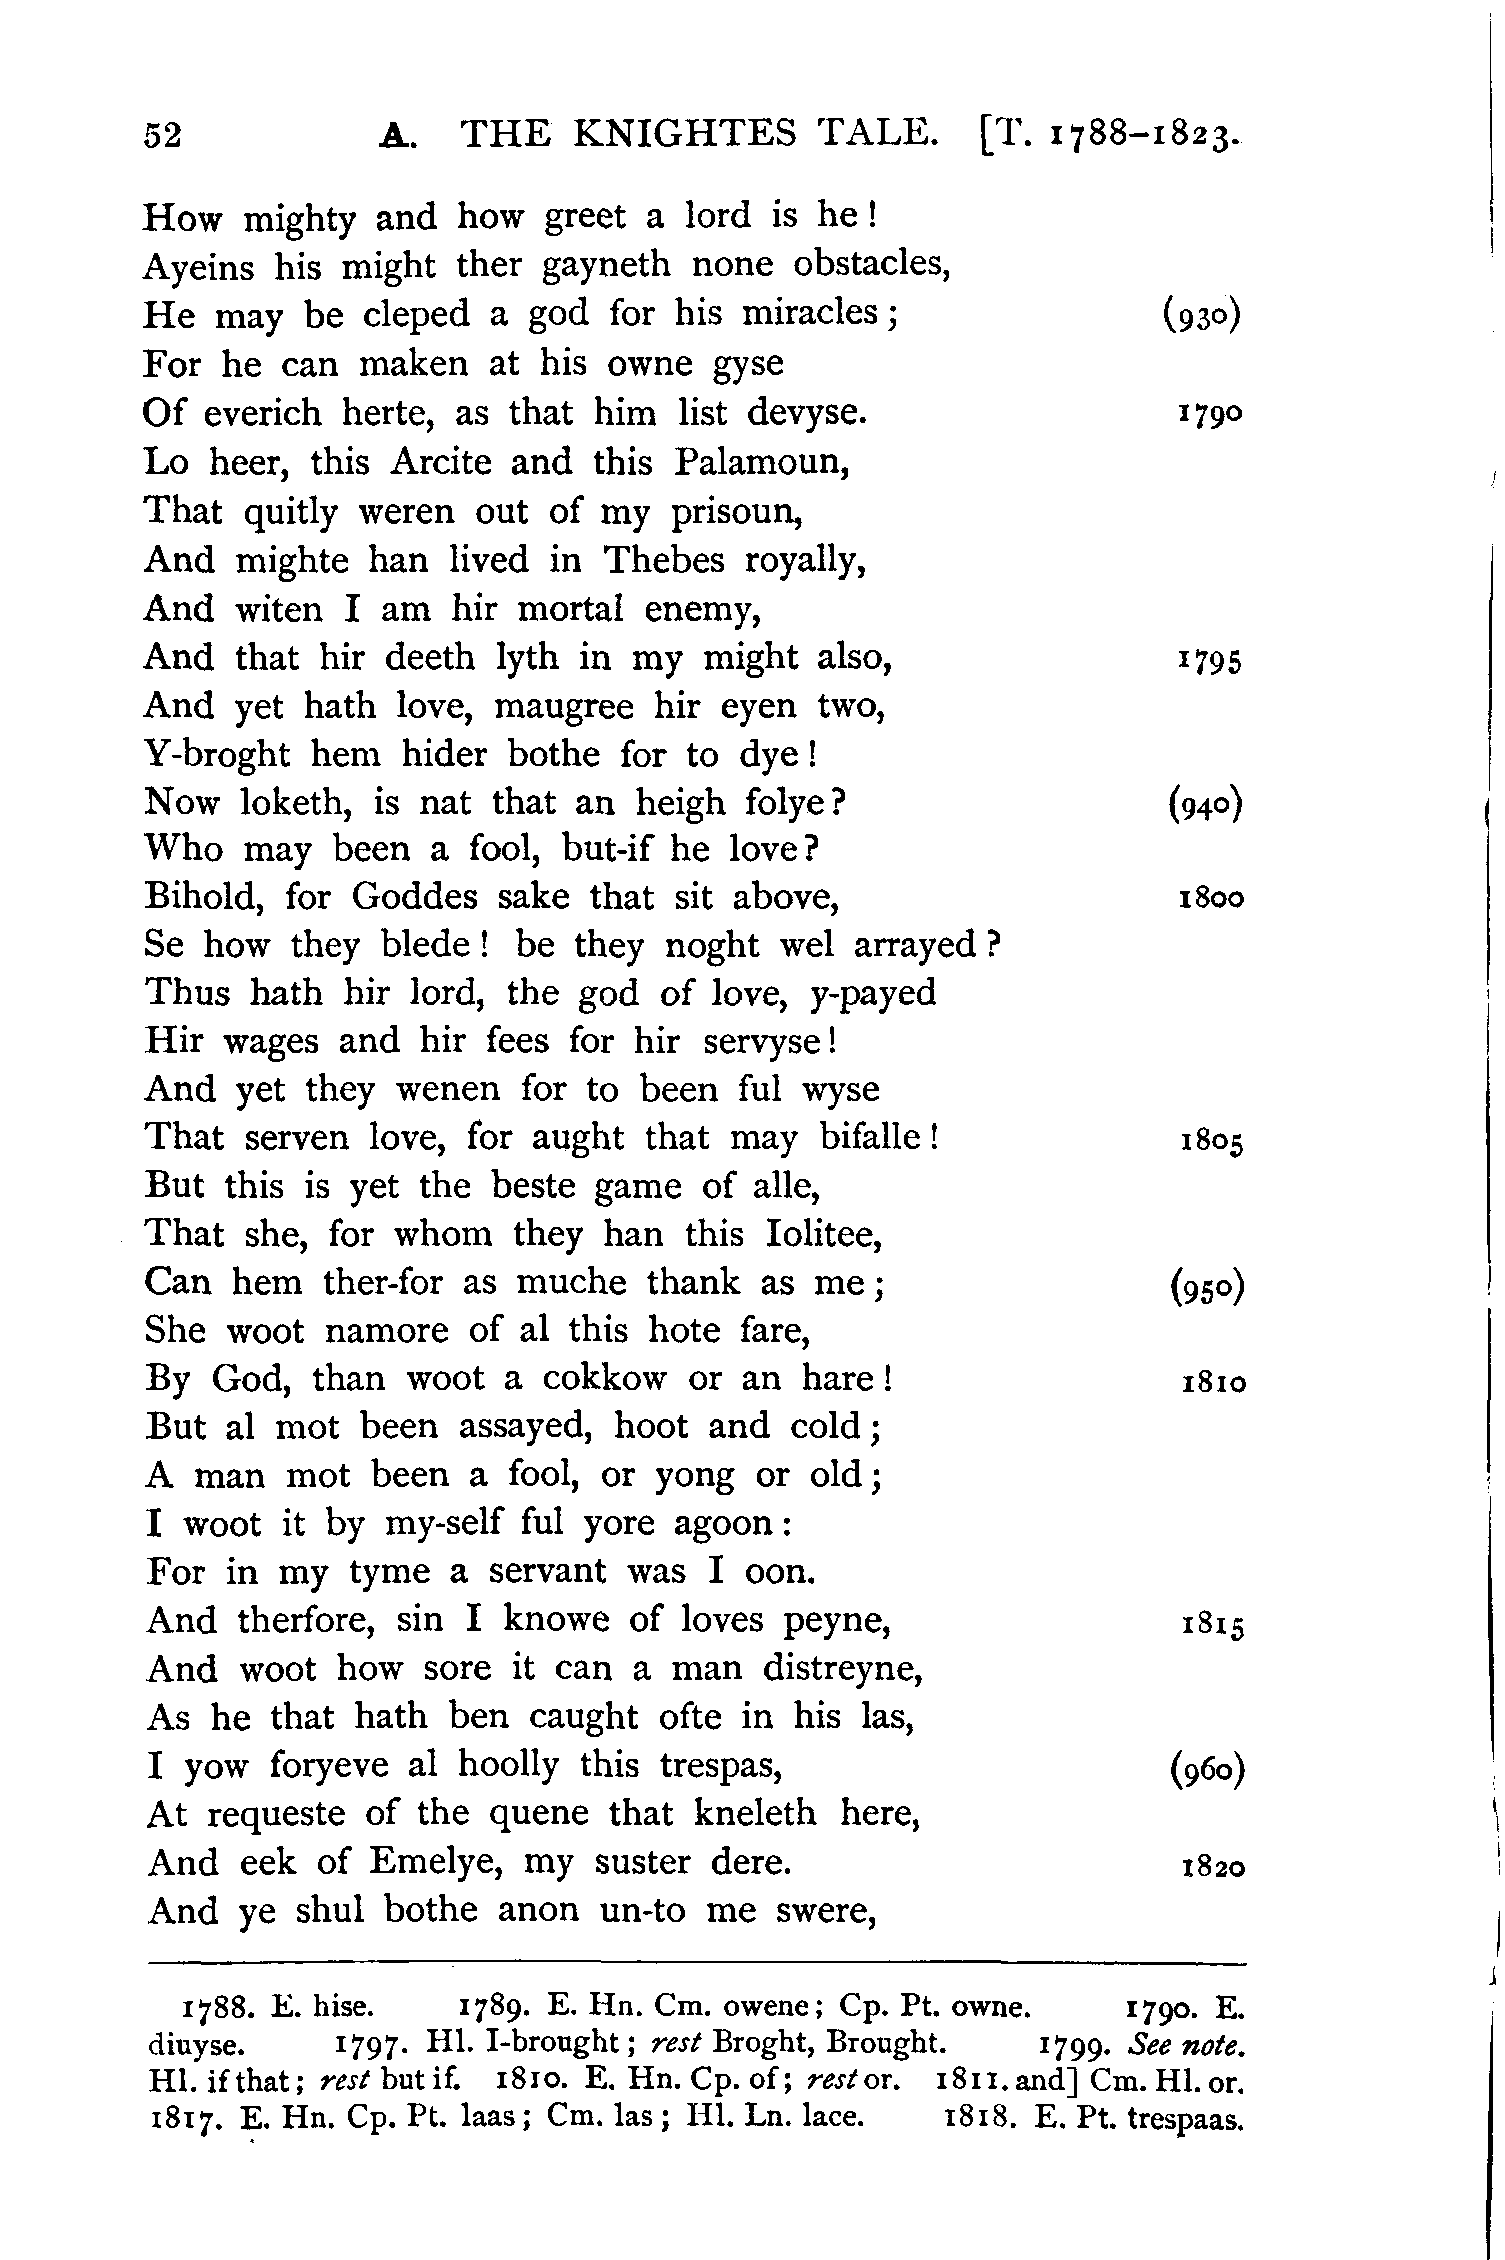 52 A. THE KNIGHTES TALE. [T. 1788–1823.
How mighty and how greet a lord is he!
Ayeins his might ther gayneth none obstacles,
He may be cleped a god for his miracles; (930)
For he can maken at his owne gyse
Of everich herte, as that him list devyse. 1790
Lo heer, this Arcite and this Palamoun,
That quitly weren out of my prisoun,
And mighte han lived in Thebes royally,
And witen I am hir mortal enemy,
And that hir deeth lyth in my might also, 1795
And yet hath love, maugree hir eyen two,
Y-broght hem hider bothe for to dye!
Now loketh, is nat that an heigh folye? (940)
Who may been a fool, but-if he love?
Bihold, for Goddes sake that sit above, 1800
Se how they blede! be they noght wel arrayed?
Thus hath hir lord, the god of love, y-payed
Hir wages and hir fees for hir servyse!
And yet they wenen for to been ful wyse
That serven love, for aught that may bifalle! 1805
But this is yet the beste game of alle,
That she, for whom they han this Iolitee,
Can hem ther-for as muche thank as me; (950)
She woot namore of al this hote fare,
By God, than woot a cokkow or an hare! 1810
But al mot been assayed, hoot and cold;
A man mot been a fool, or yong or old;
I woot it by my-self ful yore agoon:
For in my tyme a servant was I oon.
And therfore, sin I knowe of loves peyne, 1815
And woot how sore it can a man distreyne,
As he that hath ben caught ofte in his las,
I yow foryeve al hoolly this trespas, (960)
At requeste of the quene that kneleth here,
And eek of Emelye, my suster dere. 1820
And ye shul bothe anon un-to me swere,
1788. E. hise. 1789. E. Hn. Cm. owene; Cp. Pt. owne. 1790. E.
diuyse. 1797. Hl. I-brought; rest Broght, Brought. 1799. See note.
Hl. if that; rest but if. 1810. E. Hn. Cp. of; rest or. 1811. and] Cm. Hl. or.
1817. E. Hn. Cp. Pt. laas; Cm. las; Hl. Ln. lace. 1818. E. Pt. trespaas.